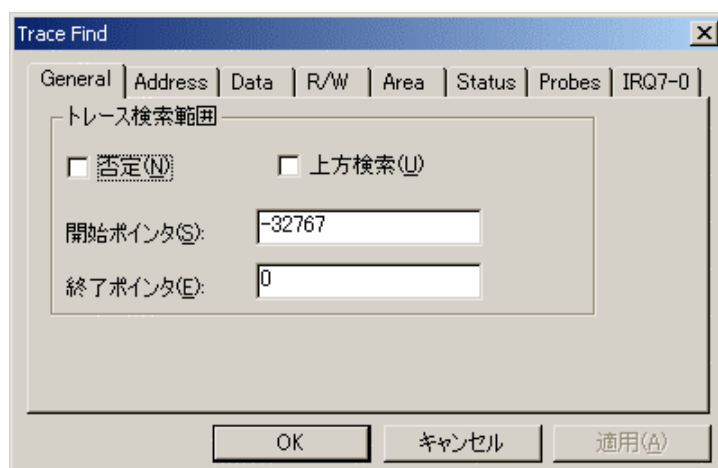 Trace Find
General Address Data R/W Area Status Probes IRQ7-0
トレース検索範囲
否定(N) 上方検索(U)
開始ポインタ(S): -32767
終了ポインタ(E): 0
OK キャンセル 適用(A)